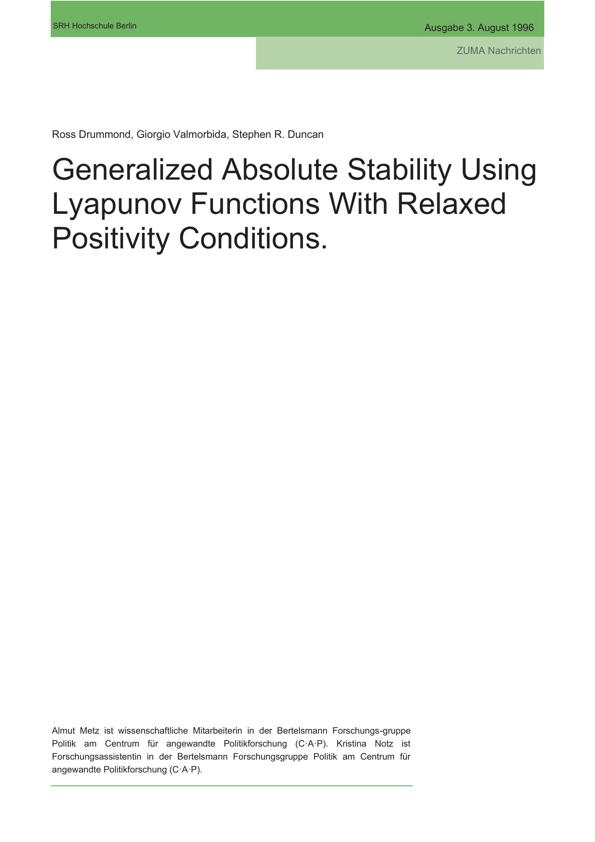 SRH Hochschule Berlin
Ausgabe 3. August 1996
ZUMA Nachrichten
Ross Drummond, Giorgio Valmorbida, Stephen R. Duncan
Generalized Absolute Stability Using
Lyapunov Functions With Relaxed
Positivity Conditions.
Almut Metz ist wissenschaftliche Mitarbeiterin in der Bertelsmann Forschungs-gruppe
Politik am Centrum für angewandte Politikforschung (C·A·P). Kristina Notz ist
Forschungsassistentin in der Bertelsmann Forschungsgruppe Politik am Centrum für
angewandte Politikforschung (C·A·P).